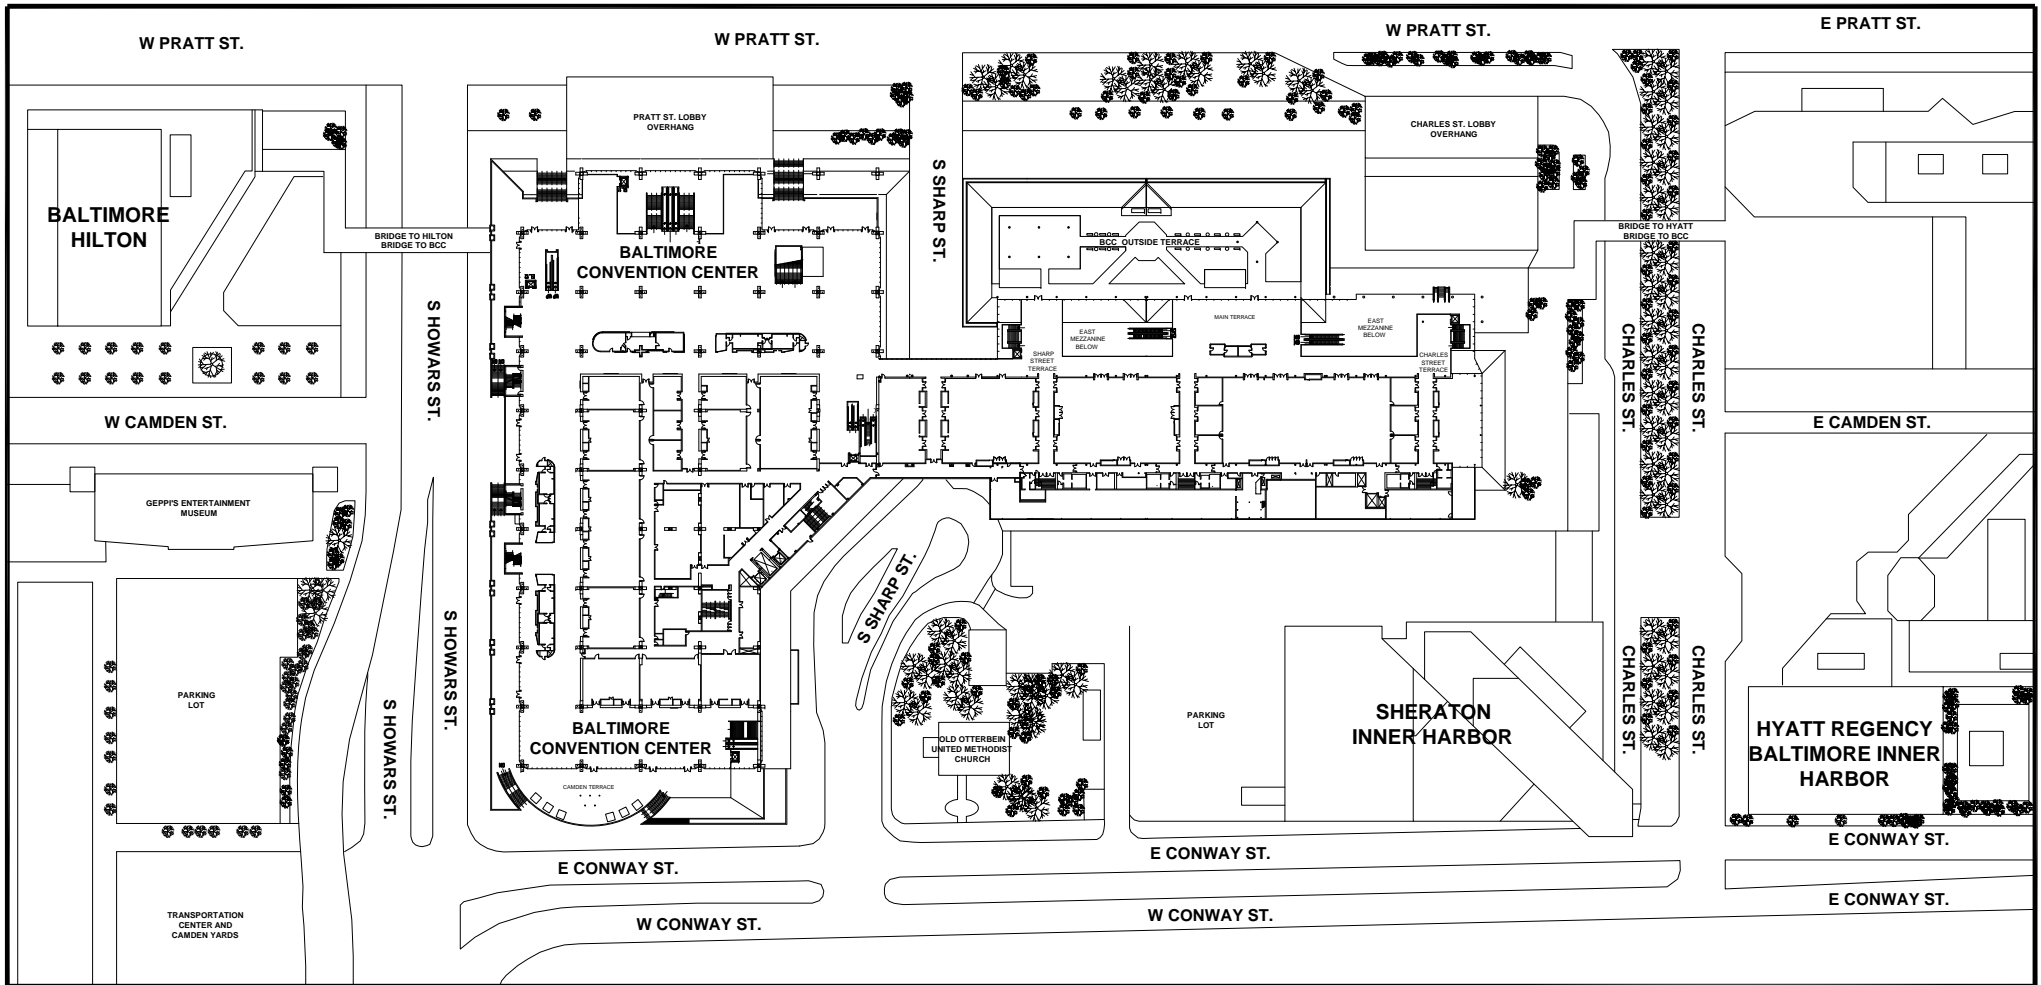 W PRATT ST.
W PRATT ST.
W PRATT ST.
E PRATT ST.
PRATT ST. LOBBY
OVERHANG
CHARLES ST. LOBBY
OVERHANG
BALTIMORE
HILTON
BRIDGE TO HILTON
BRIDGE TO BCC
BALTIMORE
CONVENTION CENTER
S SHARP ST.
BCC OUTSIDE TERRACE
BRIDGE TO HYATT
BRIDGE TO BCC
S HOWARS ST.
MAIN TERRACE
EAST
MEZZANINE
BELOW
EAST
MEZZANINE
BELOW
SHARP
STREET
TERRACE
CHARLES
STREET
TERRACE
CHARLES ST.
CHARLES ST.
W CAMDEN ST.
E CAMDEN ST.
GEPPI'S ENTERTAINMENT
MUSEUM
S SHARP ST.
S HOWARS ST.
PARKING
LOT
S HOWARS ST.
BALTIMORE
CONVENTION CENTER
CAMDEN TERRACE
OLD OTTERBEIN
UNITED METHODIST
CHURCH
PARKING
LOT
SHERATON
INNER HARBOR
CHARLES ST.
CHARLES ST.
HYATT REGENCY
BALTIMORE INNER
HARBOR
E CONWAY ST.
E CONWAY ST.
E CONWAY ST.
TRANSPORTATION
CENTER AND
CAMDEN YARDS
W CONWAY ST.
W CONWAY ST.
E CONWAY ST.